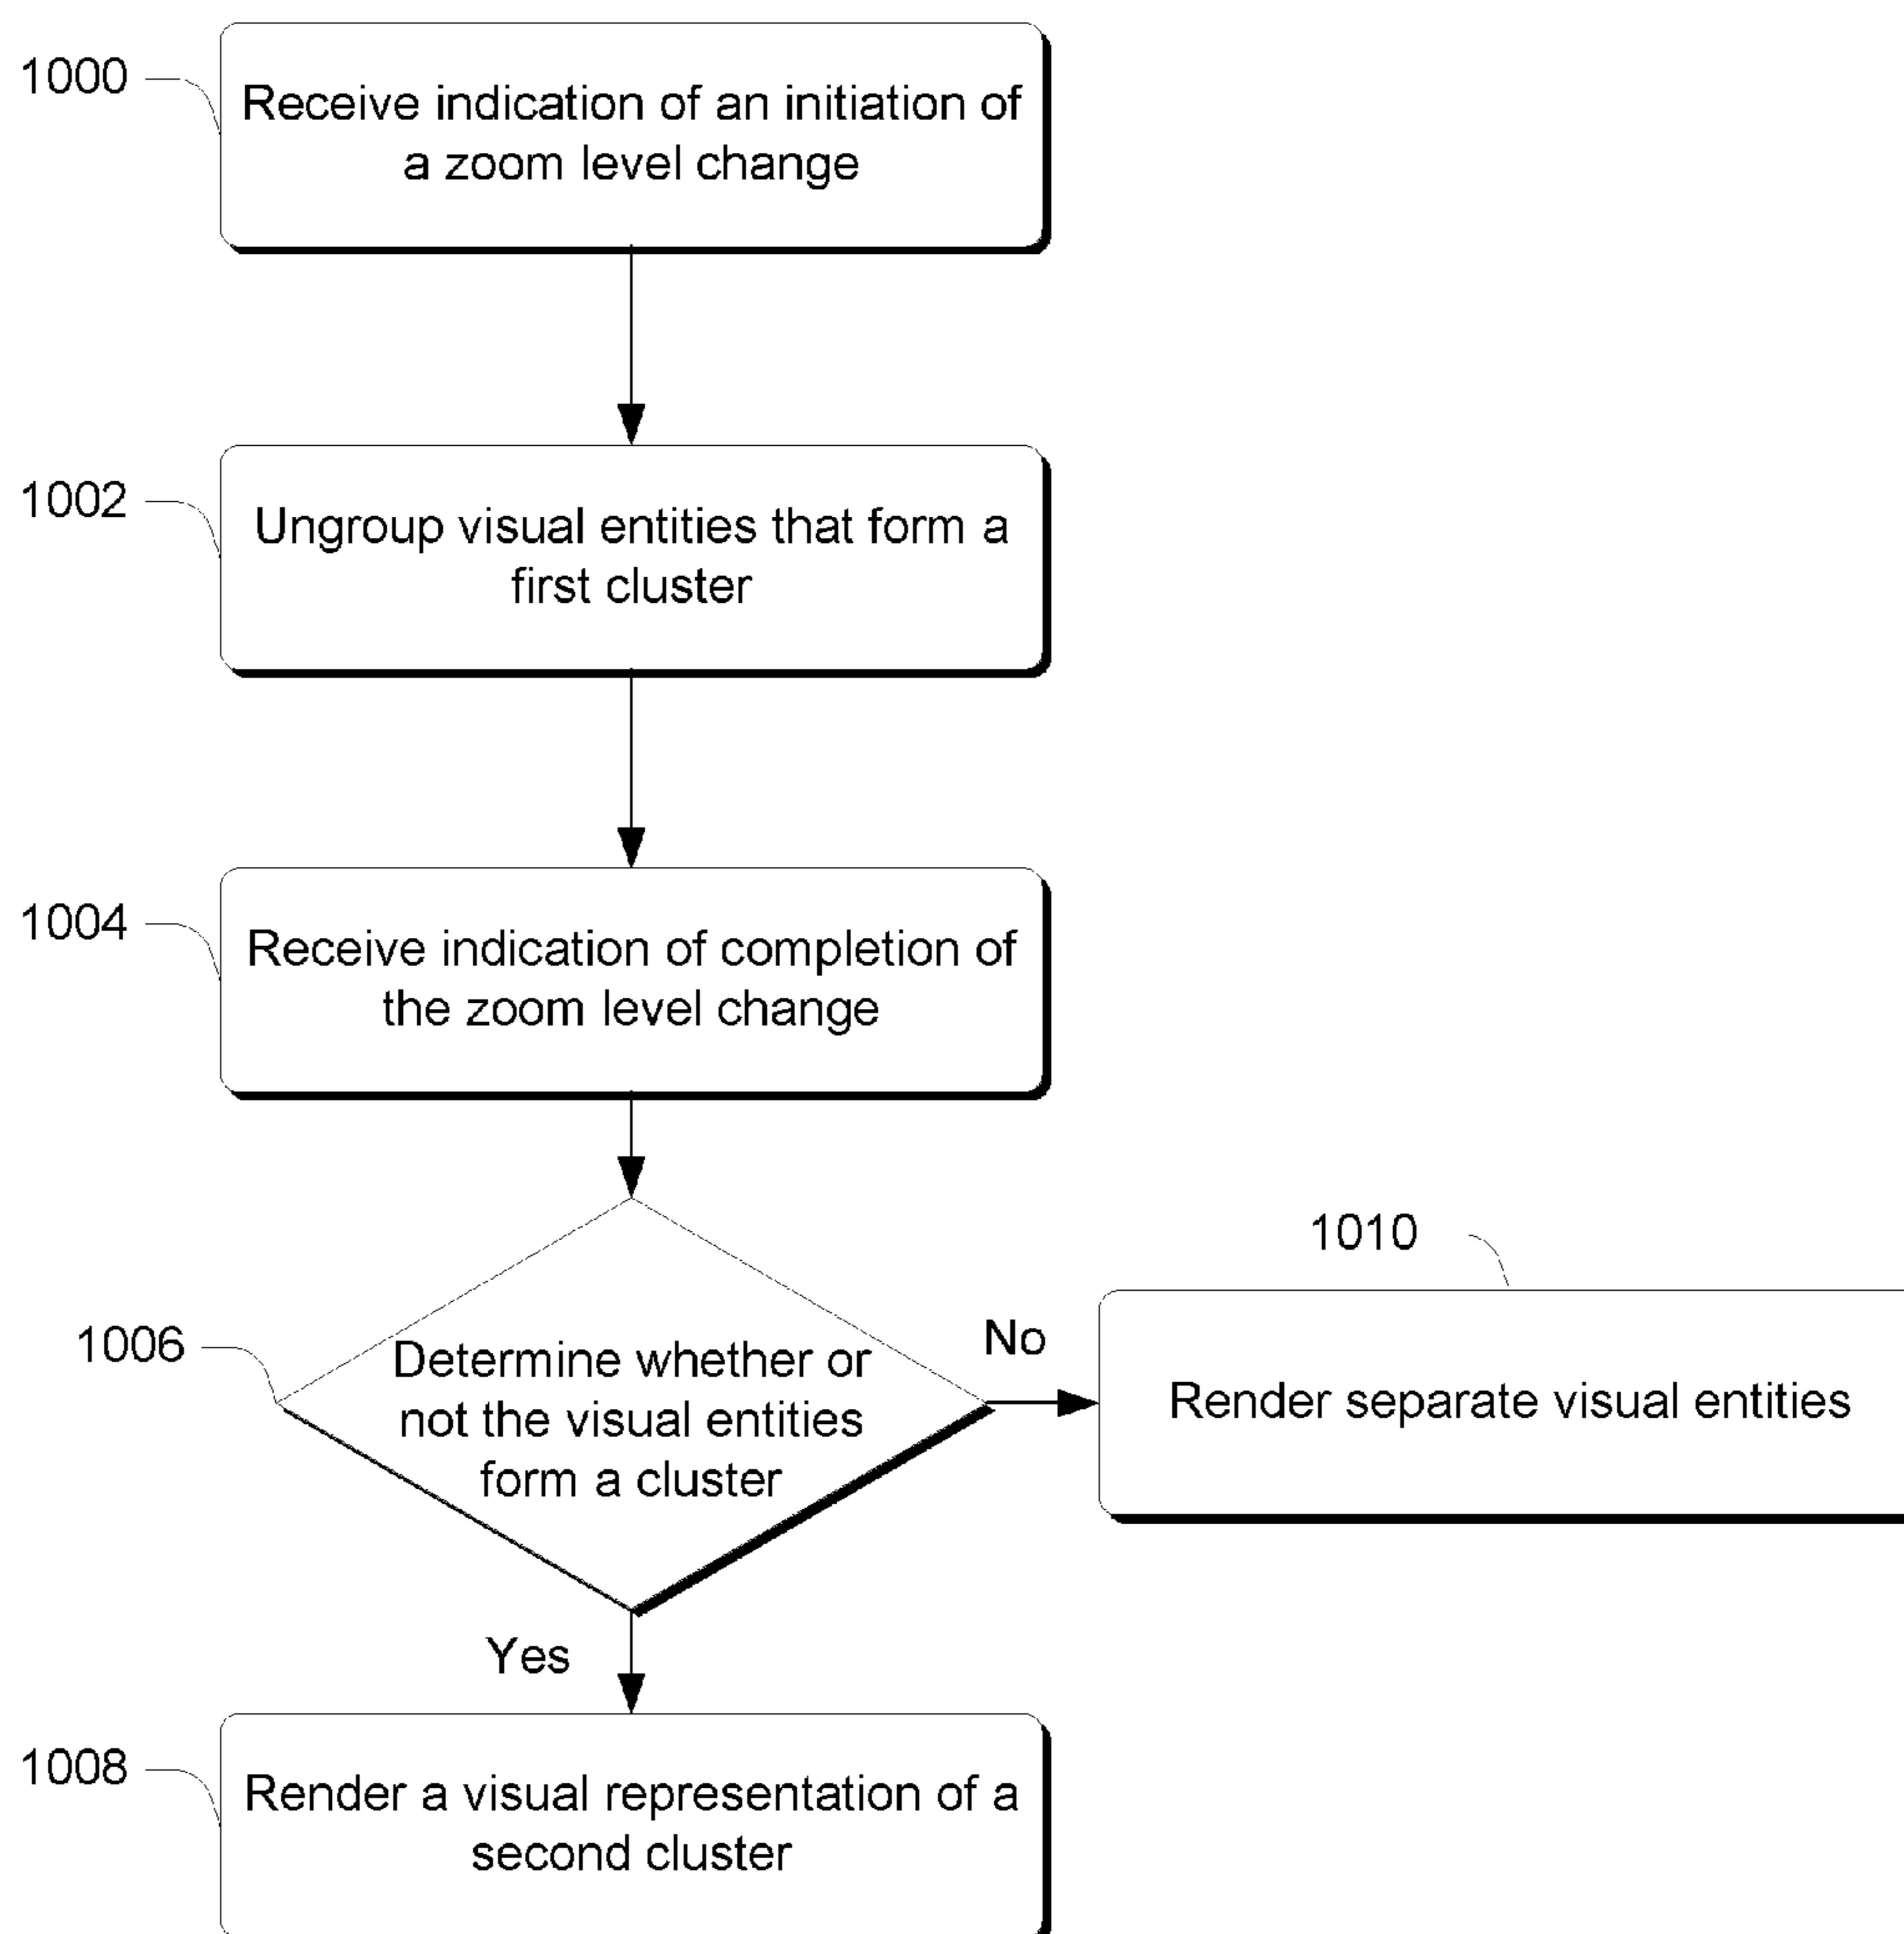 1000
Receive indication of an initiation of
a zoom level change
1002
Ungroup visual entities that form a
first cluster
1004
Receive indication of completion of
the zoom level change
1006
Determine whether or
not the visual entities
form a cluster
No
1010
Render separate visual entities
Yes
1008
Render a visual representation of a
second cluster